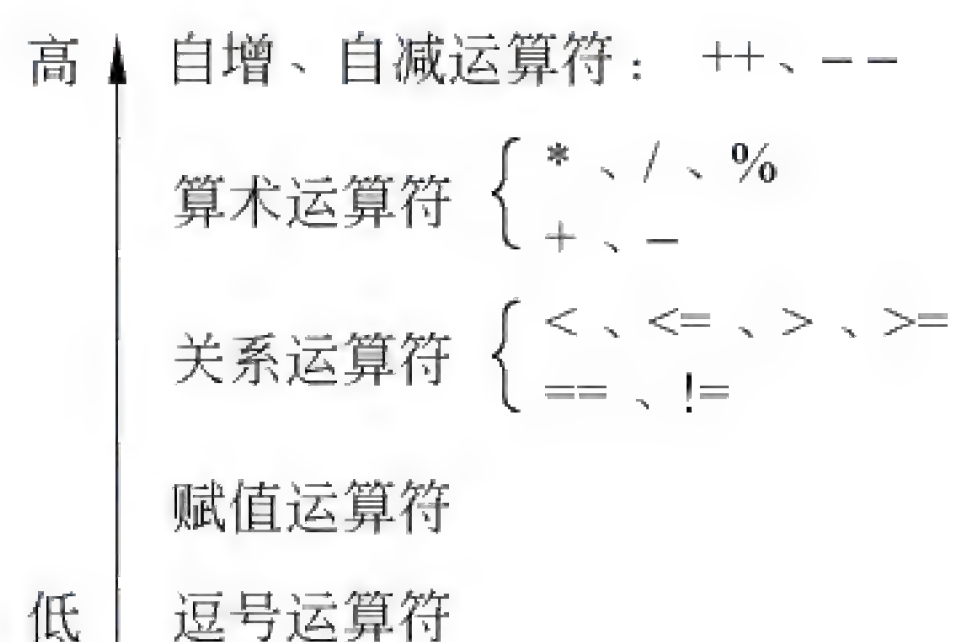 高 自增、自减运算符： ++、--
算术运算符 *、/、%
+、-
关系运算符 <、<=、>、>=
==、!=
赋值运算符
低 逗号运算符